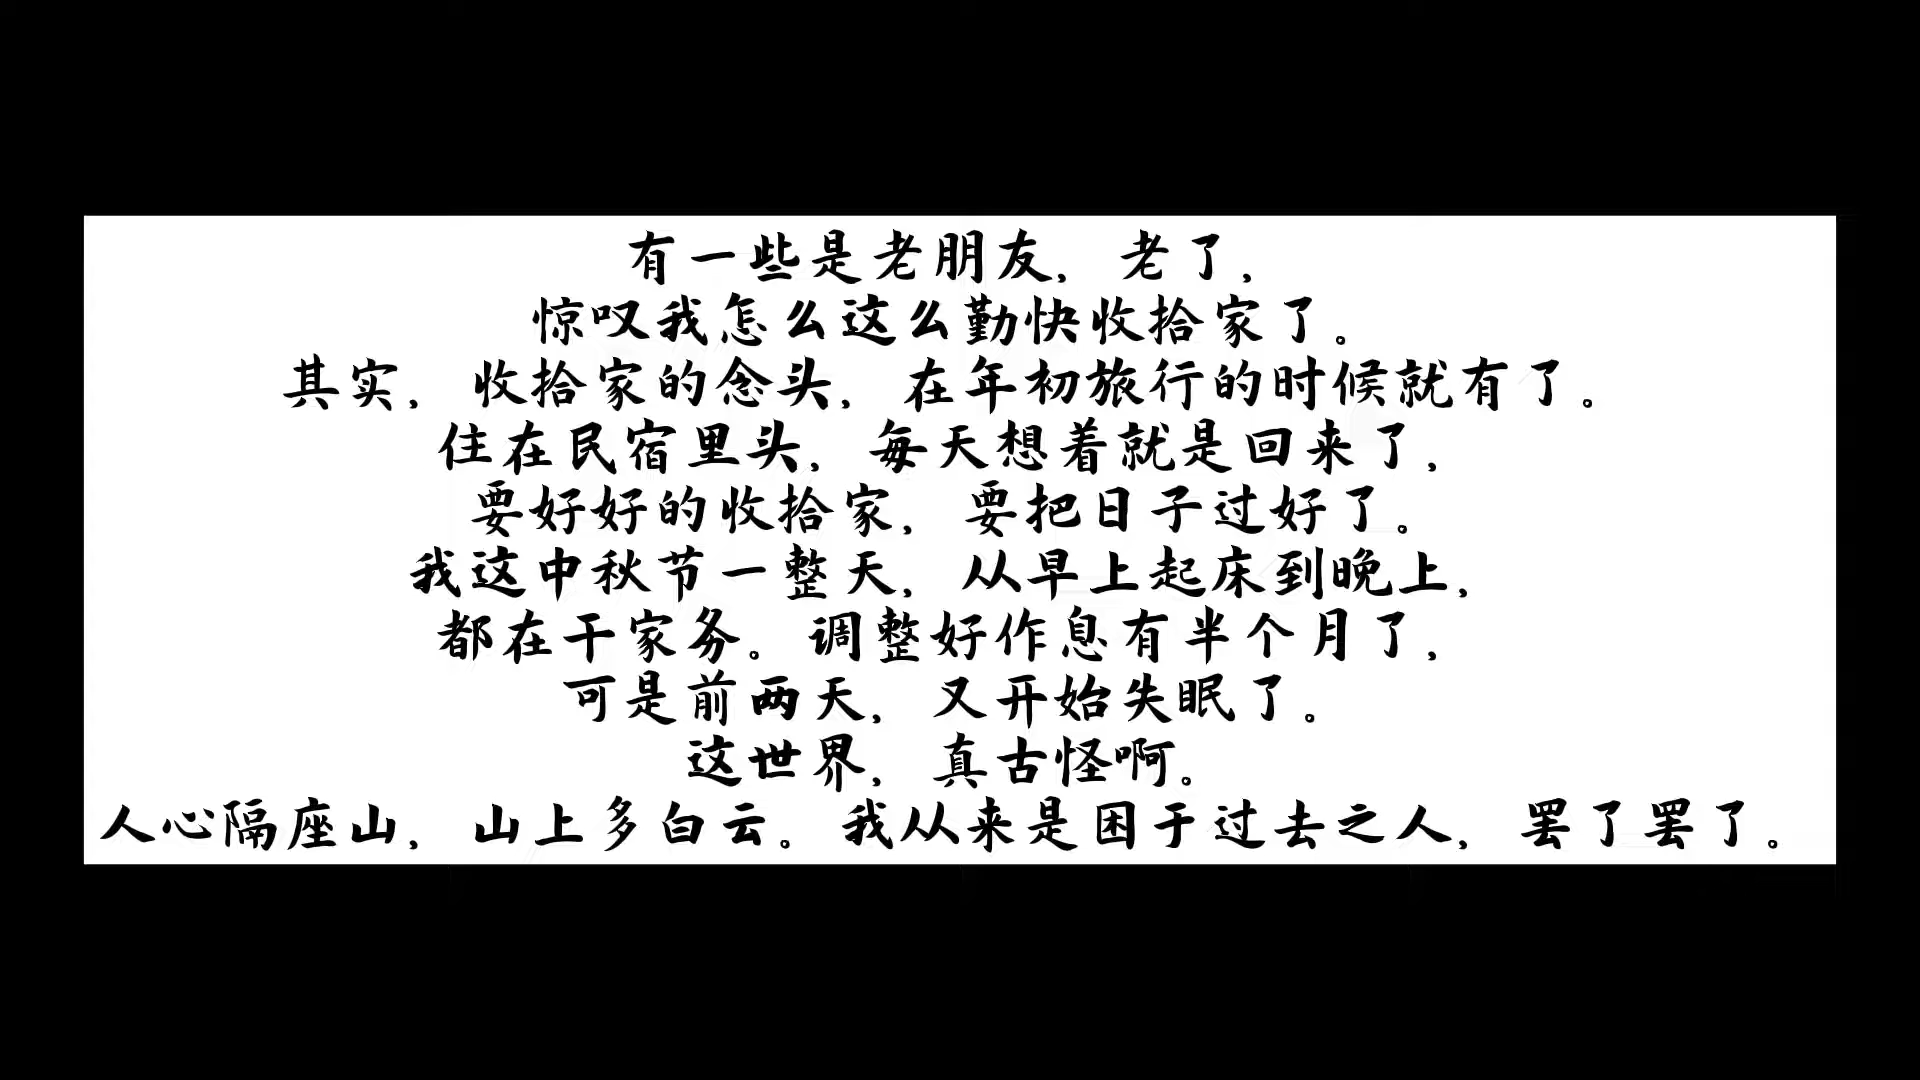 有一些是老朋友，老了，
惊叹我怎么这么勤快收拾家了。
其实，收拾家的念头，在年初旅行的时候就有了。
住在民宿里头，每天想着就是回来了，
要好好的收拾家，要把日子过好了。
我这中秋节一整天，从早上起床到晚上，
都在干家务。调整好作息有半个月了，
可是前两天，又开始失眠了。
这世界，真古怪啊。
人心隔座山，山上多白云。我从来是困于过去之人，罢了罢了。